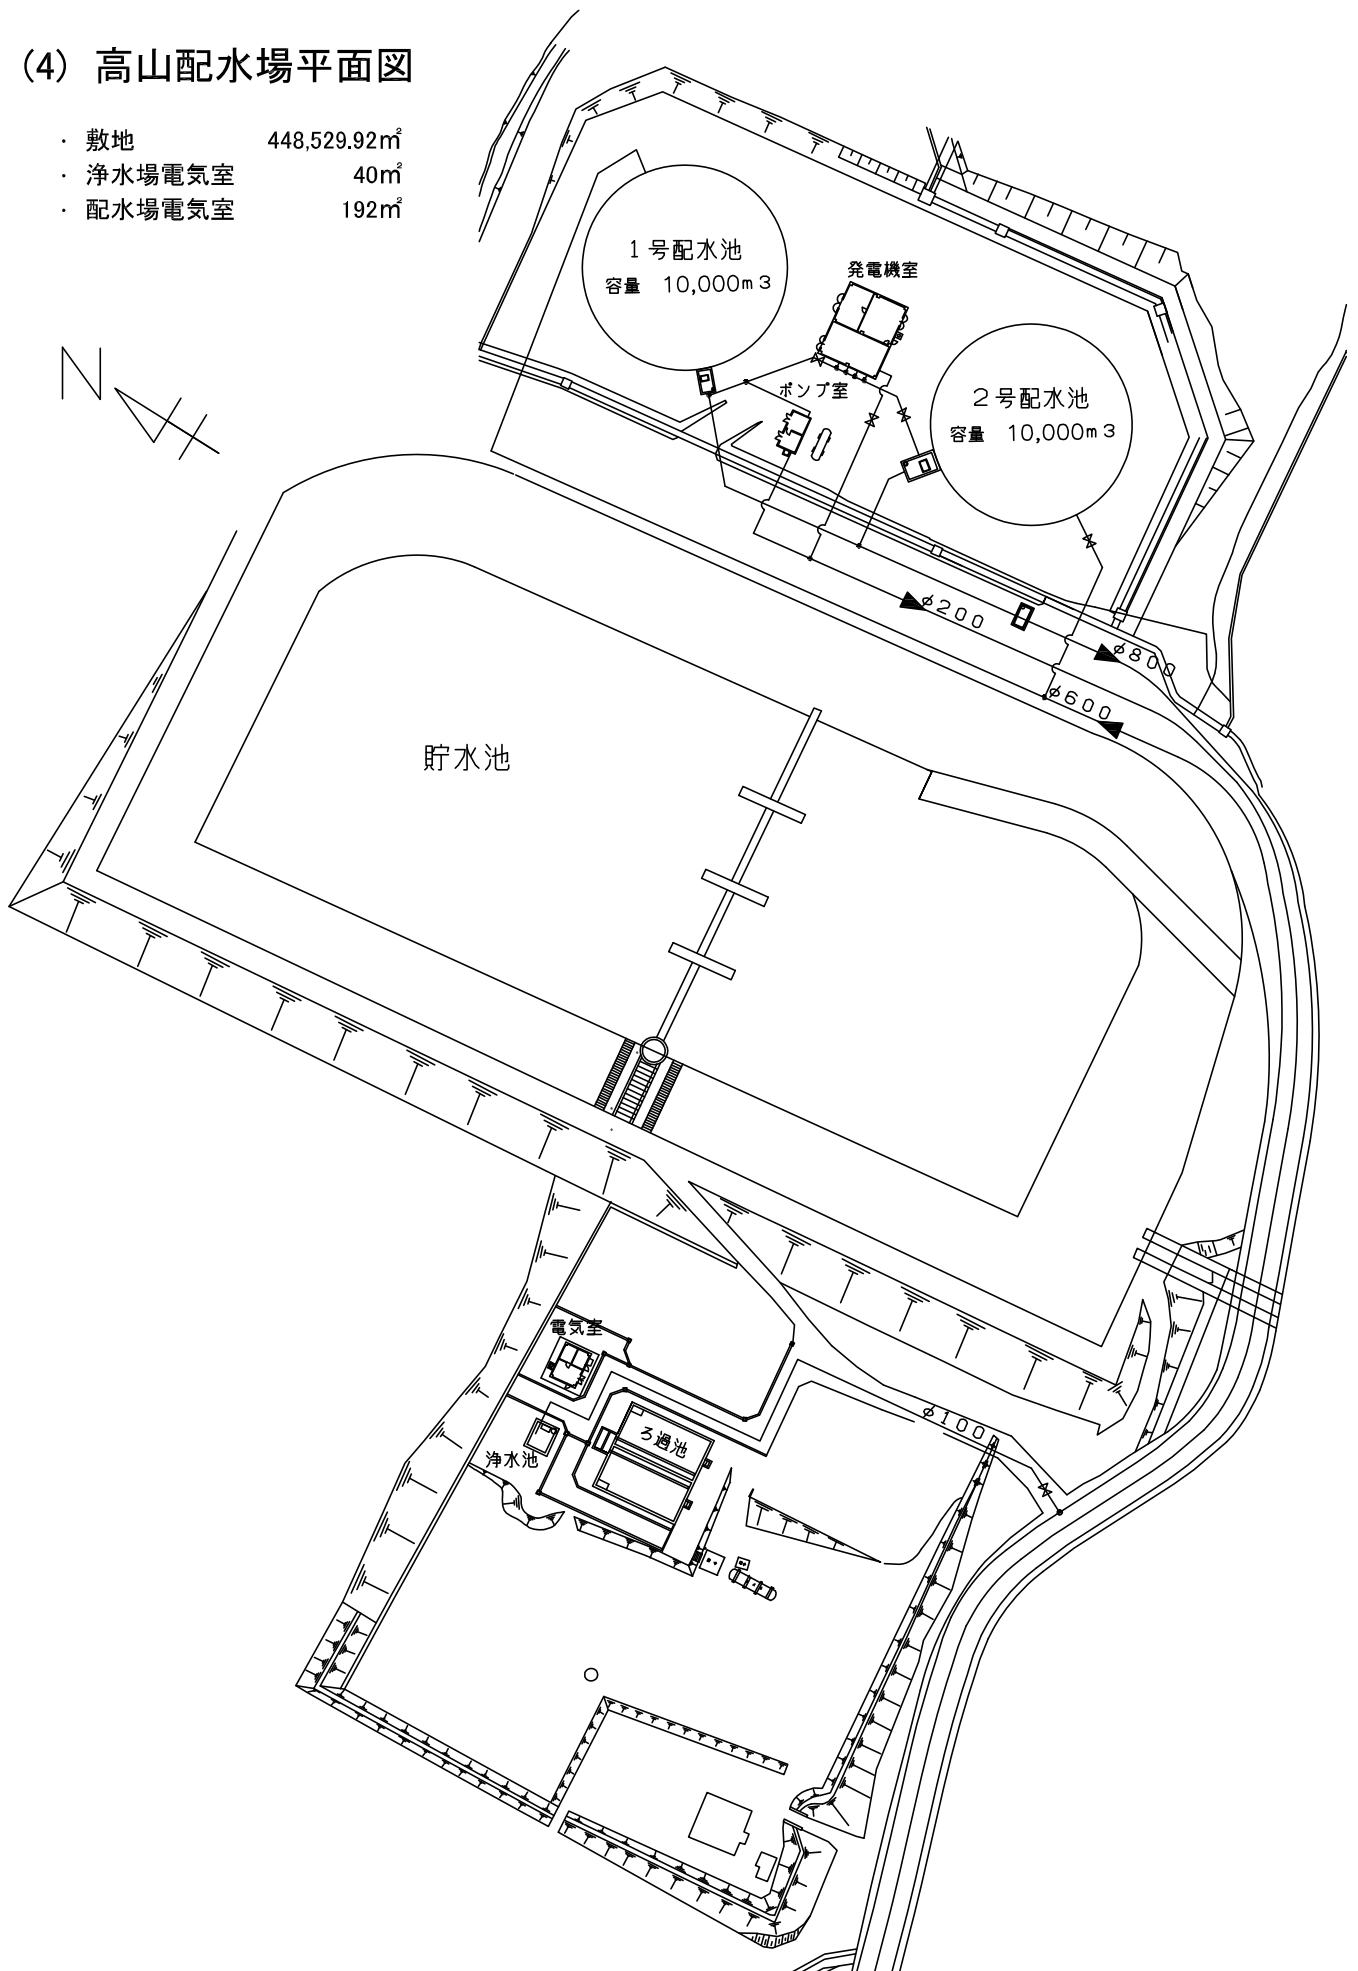 (4) 高山配水場平面図
・ 敷地 448,529.92㎡
・ 浄水場電気室 40㎡
・ 配水場電気室 192㎡
N
1号配水池
容量 10,000m3
発電機室
ポンプ室
2号配水池
容量 10,000m3
φ200
φ800
φ600
貯水池
電気室
φ100
ろ過池
浄水池